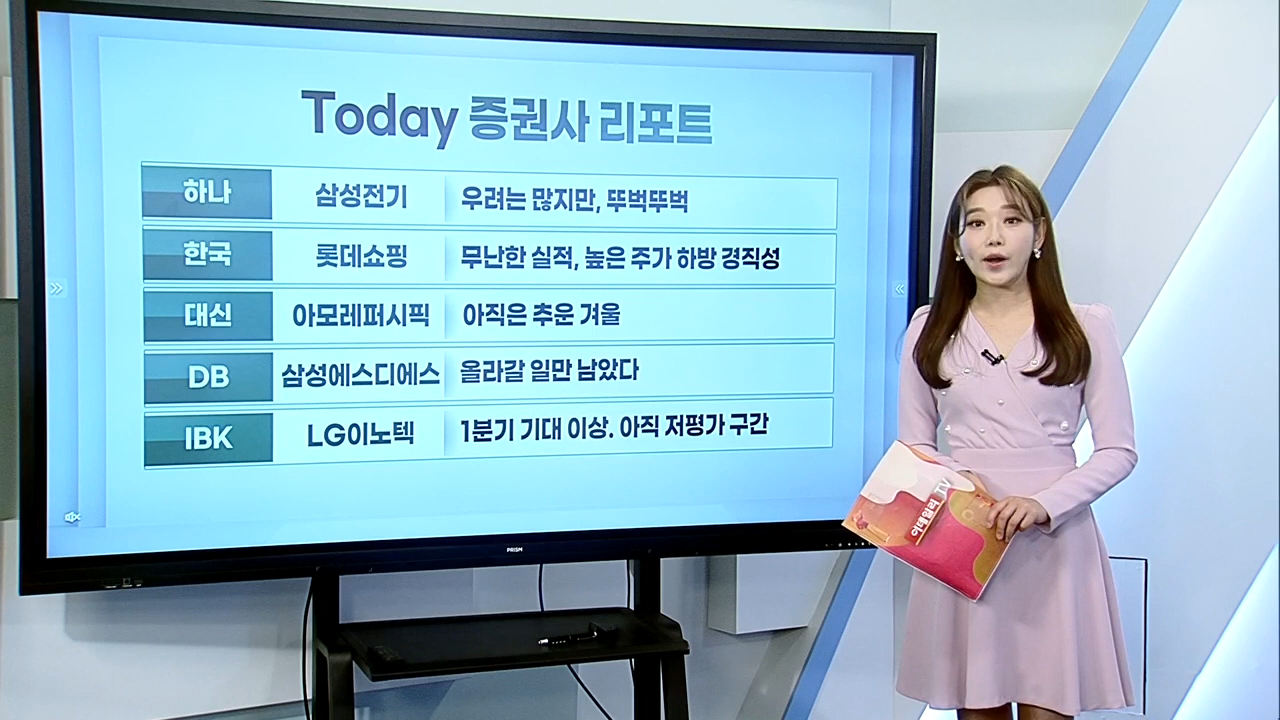 Today 증권사 리포트
하나 삼성전기 우려는 많지만, 뚜벅뚜벅
한국 롯데쇼핑 무난한 실적, 높은 주가 하방 경직성
대신 아모레퍼시픽 아직은 추운 겨울
DB 삼성에스디에스 올라갈 일만 남았다
IBK LG이노텍 1분기 기대 이상. 아직 저평가 구간
PRISM
이데일리 TV